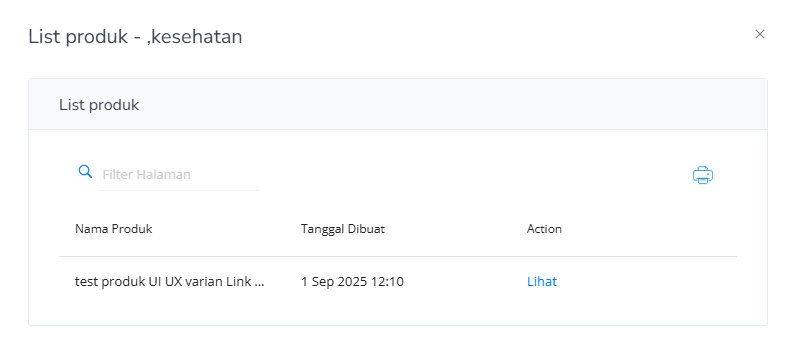 List produk - ,kesehatan
List produk
Filter Halaman
Nama Produk Tanggal Dibuat Action
test produk UI UX varian Link ... 1 Sep 2025 12:10 Lihat